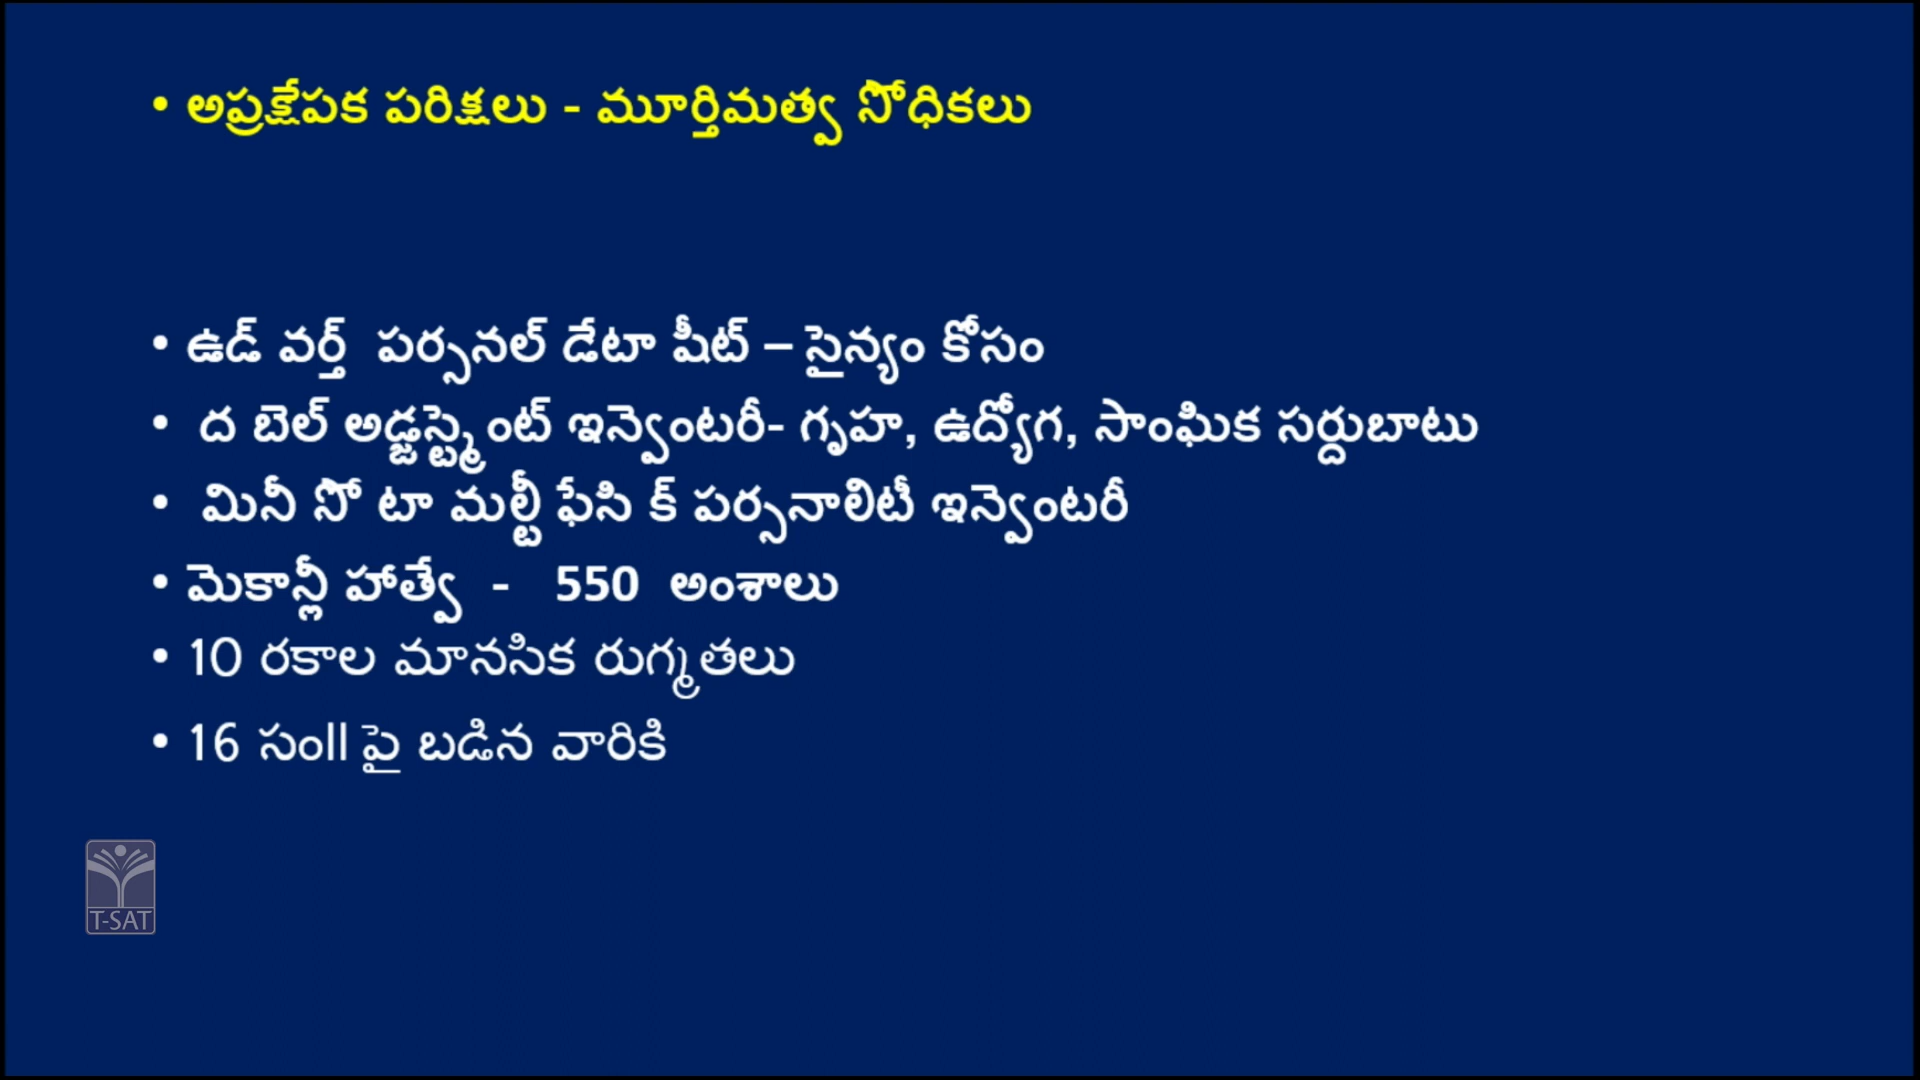 • అప్రక్షేపక పరిక్షలు - మూర్తిమత్వ సోధికలు
• ఉడ్ వర్త్ పర్సనల్ డేటా షీట్ – సైన్యం కోసం
• ద బెల్ అడ్జస్ట్మెంట్ ఇన్వెంటరీ- గృహ, ఉద్యోగ, సాంఘిక సర్దుబాటు
• మినీ సో టా మల్టీ ఫేసి క్ పర్సనాలిటీ ఇన్వెంటరీ
• మెకాన్లీ హాత్వే - 550 అంశాలు
• 10 రకాల మానసిక రుగ్మతలు
• 16 సంll పై బడిన వారికి
T-SAT